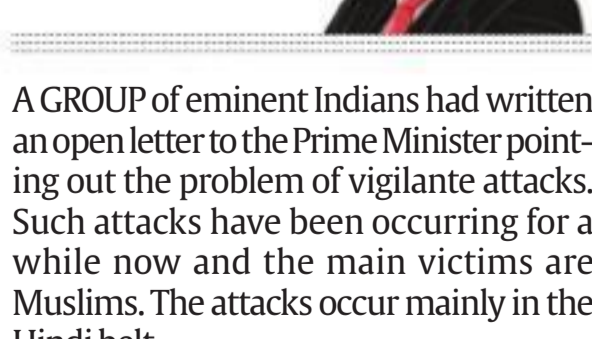 A GROUP of eminent Indians had written
an open letter to the Prime Minister point-
ing out the problem of vigilante attacks.
Such attacks have been occurring for a
while now and the main victims are
Muslims. The attacks occur mainly in the
Hindi belt